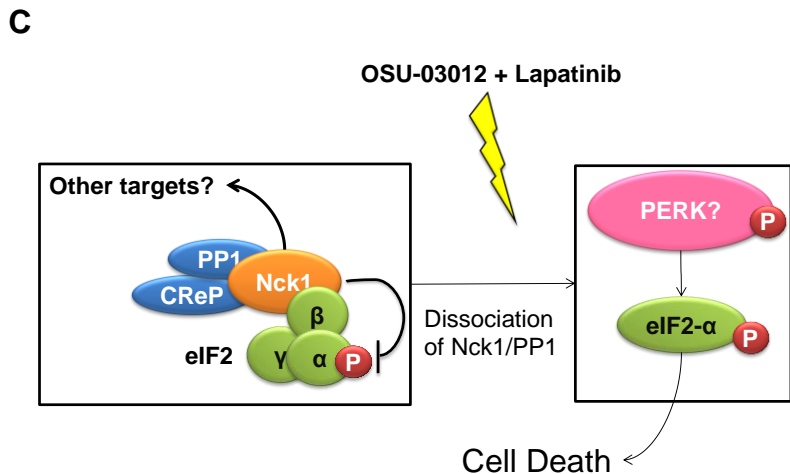 C
OSU-03012 + Lapatinib
Other targets?
PP1
Nck1
CReP
β
eIF2
γ
α
P
Dissociation
of Nck1/PP1
PERK?
P
eIF2-α
P
Cell Death